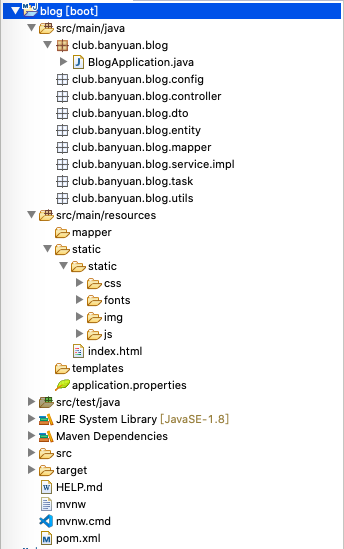 blog [boot]
src/main/java
club.banyuan.blog
BlogApplication.java
club.banyuan.blog.config
club.banyuan.blog.controller
club.banyuan.blog.dto
club.banyuan.blog.entity
club.banyuan.blog.mapper
club.banyuan.blog.service.impl
club.banyuan.blog.task
club.banyuan.blog.utils
src/main/resources
mapper
static
static
css
fonts
img
js
index.html
templates
application.properties
src/test/java
JRE System Library [JavaSE-1.8]
Maven Dependencies
src
target
HELP.md
mvnw
mvnw.cmd
pom.xml